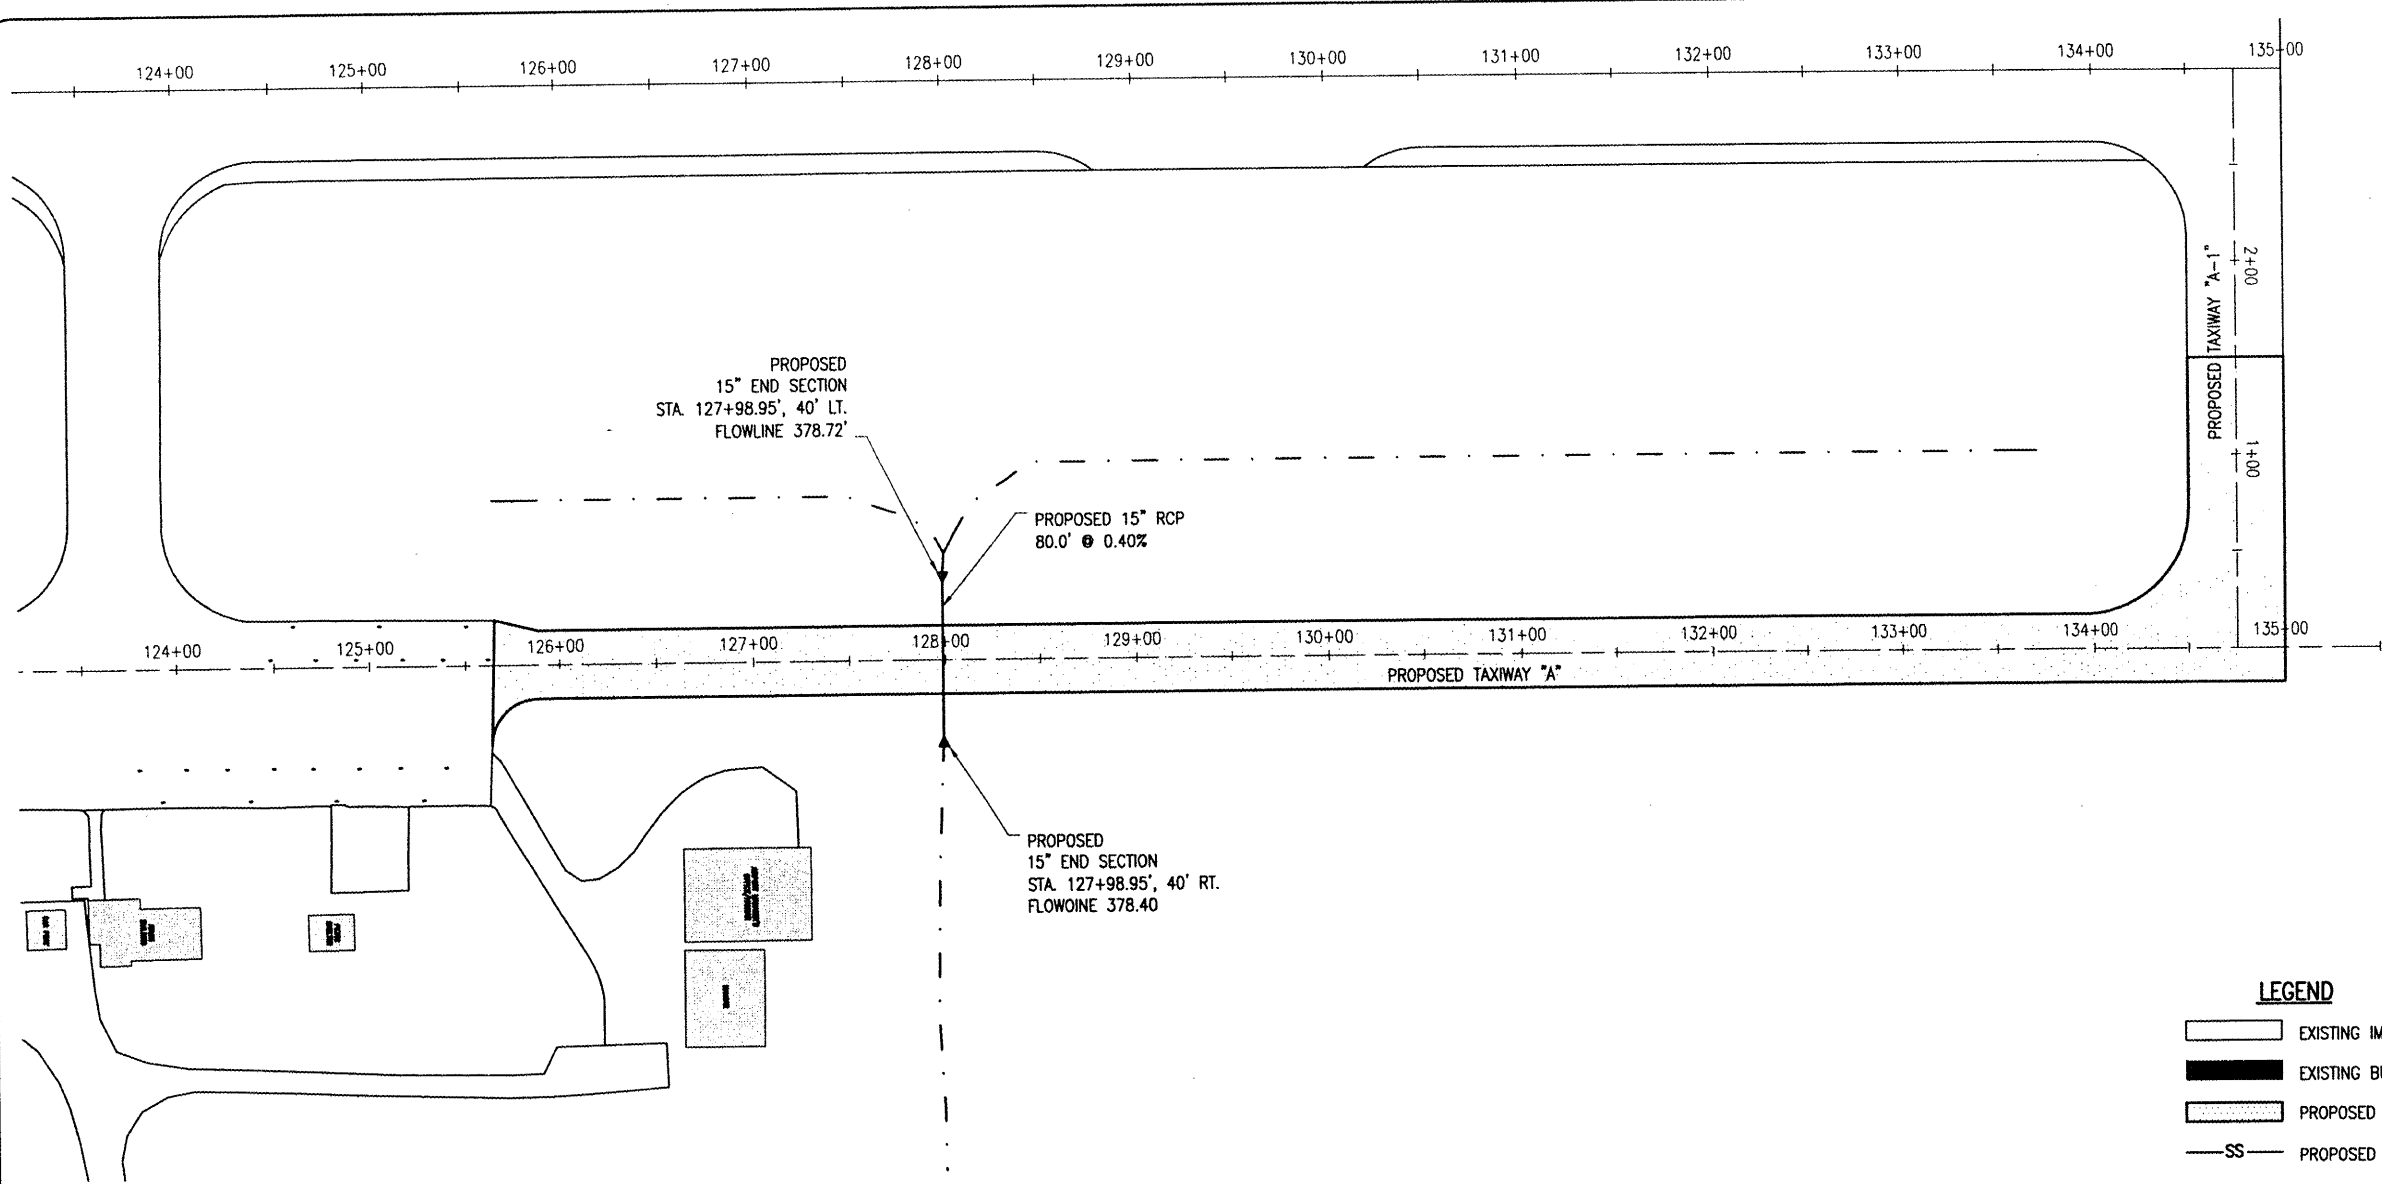 124+00 125+00 126+00 127+00 128+00 129+00 130+00 131+00 132+00 133+00 134+00 135+00
PROPOSED
15" END SECTION
STA. 127+98.95', 40' LT.
FLOWLINE 378.72'
PROPOSED 15" RCP
80.0' @ 0.40%
PROPOSED TAXIWAY "A-1"
2+00
1+00
124+00 125+00 126+00 127+00 128+00 129+00 130+00 131+00 132+00 133+00 134+00 135+00
PROPOSED TAXIWAY "A"
PROPOSED
15" END SECTION
STA. 127+98.95', 40' RT.
FLOWOINE 378.40
LEGEND
EXISTING IM
EXISTING BU
PROPOSED
SS PROPOSED